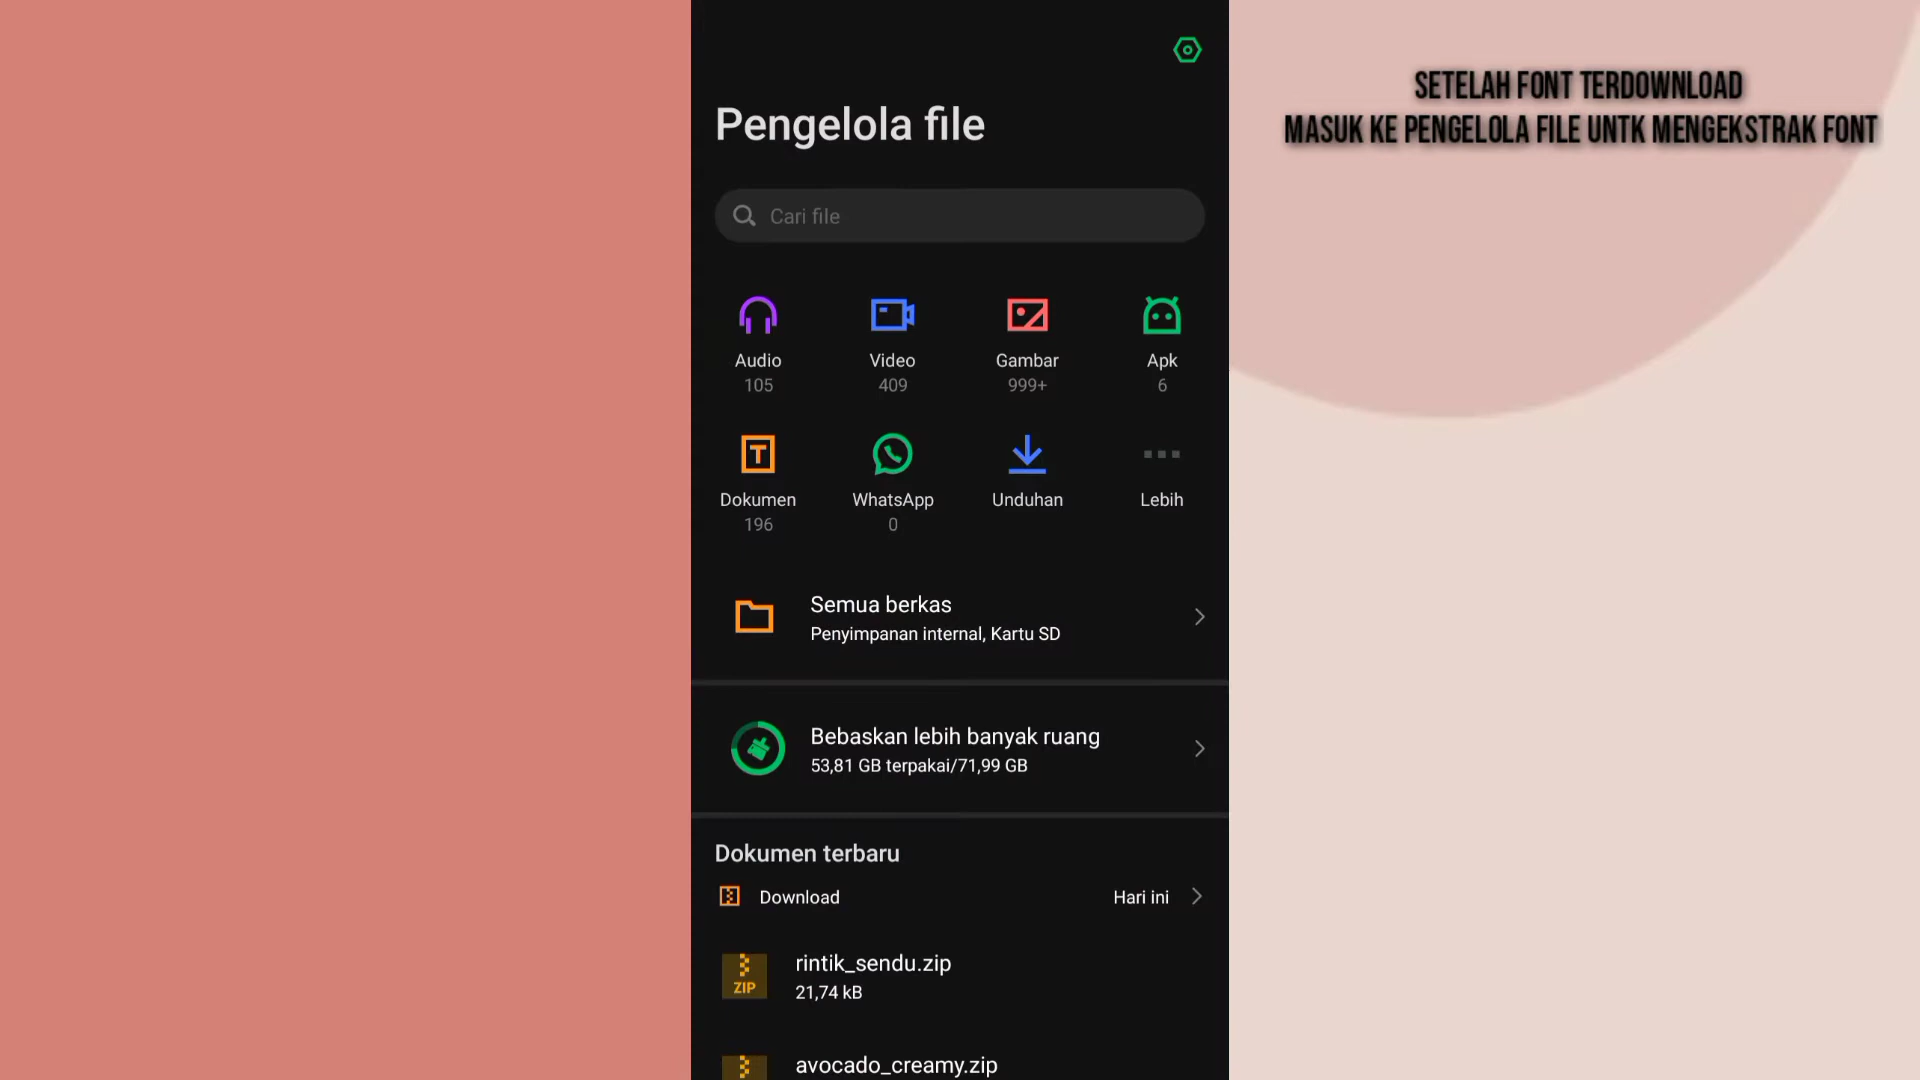 SETELAH FONT TERDOWNLOAD
MASUK KE PENGELOLA FILE UNTK MENGEKSTRAK FONT
Pengelola file
Cari file
Audio
105
Video
409
Gambar
999+
Apk
6
Dokumen
196
WhatsApp
0
Unduhan
Lebih
Semua berkas
Penyimpanan internal, Kartu SD
Bebaskan lebih banyak ruang
53,81 GB terpakai/71,99 GB
Dokumen terbaru
Download Hari ini
ZIP
rintik_sendu.zip
21,74 kB
avocado_creamy.zip